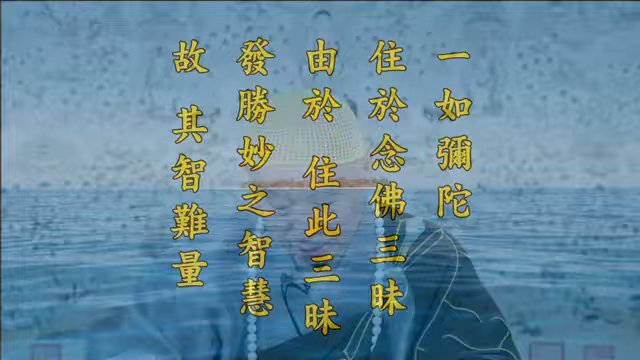 一如彌陀
住於念佛三昧
由於 住此三昧
發勝妙之智慧
故 其智難量